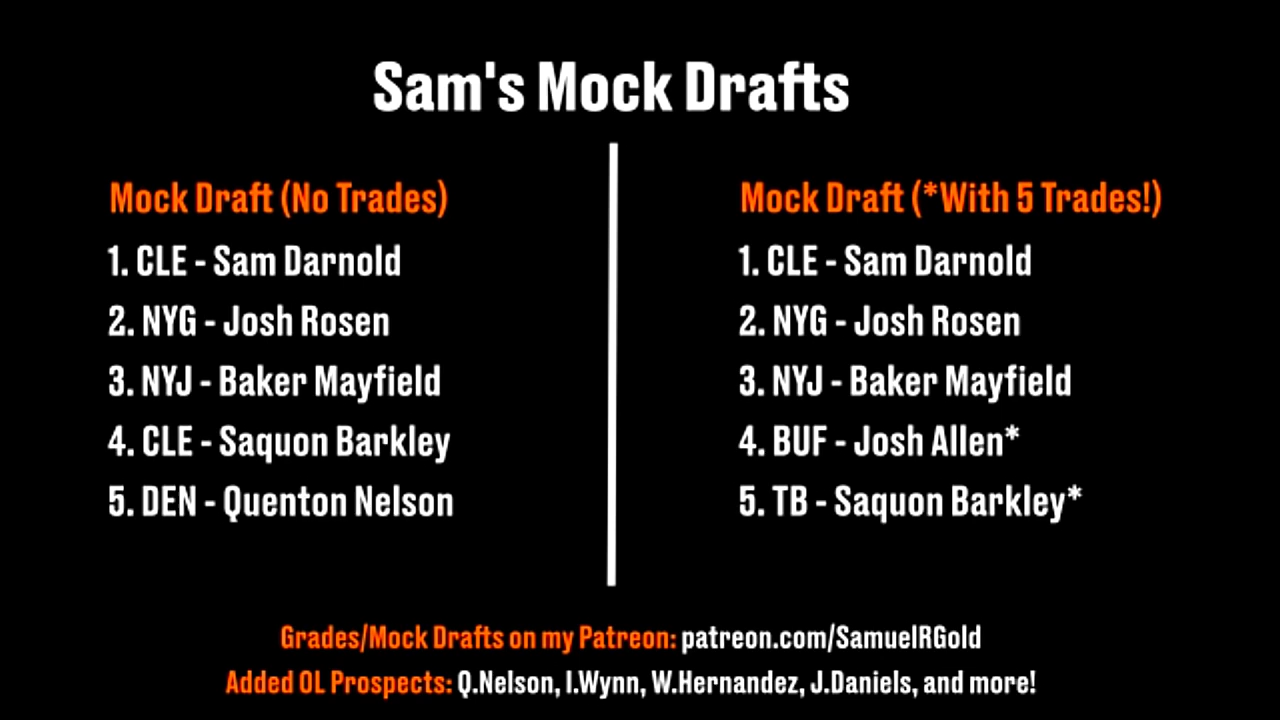 Sam's Mock Drafts
Mock Draft (No Trades)
1. CLE - Sam Darnold
2. NYG - Josh Rosen
3. NYJ - Baker Mayfield
4. CLE - Saquon Barkley
5. DEN - Quenton Nelson
Mock Draft (*With 5 Trades!)
1. CLE - Sam Darnold
2. NYG - Josh Rosen
3. NYJ - Baker Mayfield
4. BUF - Josh Allen*
5. TB - Saquon Barkley*
Grades/Mock Drafts on my Patreon: patreon.com/SamuelRGold
Added OL Prospects: Q.Nelson, I.Wynn, W.Hernandez, J.Daniels, and more!